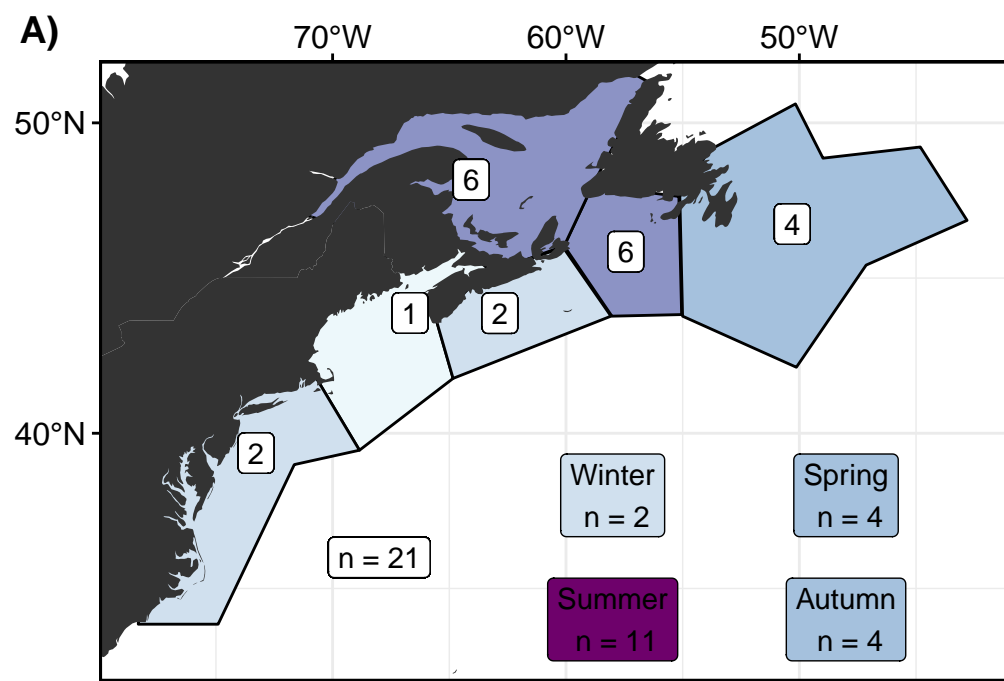 A)
70°W 60°W 50°W
50°N
6
4
6
1
2
40°N
2
Winter
n = 2
Spring
n = 4
n = 21
Summer
n = 11
Autumn
n = 4